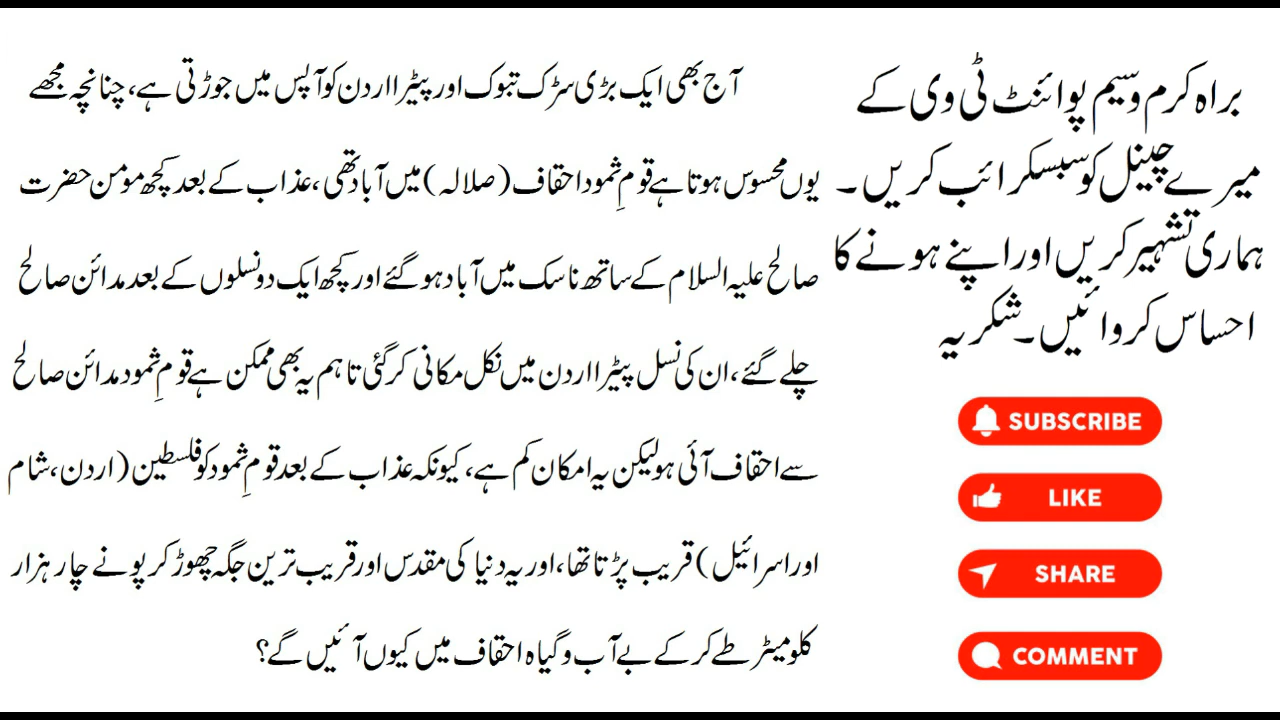 براہ کرم وسیم پوائنٹ ٹی وی کے
میرے چینل کو سبسکرائب کریں۔
ہماری تشہیر کریں اور اپنے ہونے کا
احساس کروائیں۔ شکریہ
SUBSCRIBE
LIKE
SHARE
COMMENT
آج بھی ایک بڑی سڑک تبوک اور پیٹرا اردن کو آپس میں جوڑتی ہے، چنانچہ مجھے
یوں محسوس ہوتا ہے قومِ ثمود احقاف (صلالہ) میں آباد تھی، عذاب کے بعد کچھ مومن حضرت
صالح علیہ السلام کے ساتھ ناسک میں آباد ہو گئے اور کچھ ایک دو نسلوں کے بعد مدائن صالح
چلے گئے، ان کی نسل پیٹرا اردن میں نکل مکانی کر گئی تاہم یہ بھی ممکن ہے قومِ ثمود مدائن صالح
سے احقاف آئی ہو لیکن یہ امکان کم ہے، کیونکہ عذاب کے بعد قومِ ثمود کو فلسطین (اردن، شام
اور اسرائیل) قریب پڑتا تھا، اور یہ دنیا کی مقدس اور قریب ترین جگہ چھوڑ کر پونے چار ہزار
کلومیٹر طے کر کے بے آب و گیاہ احقاف میں کیوں آئیں گے؟